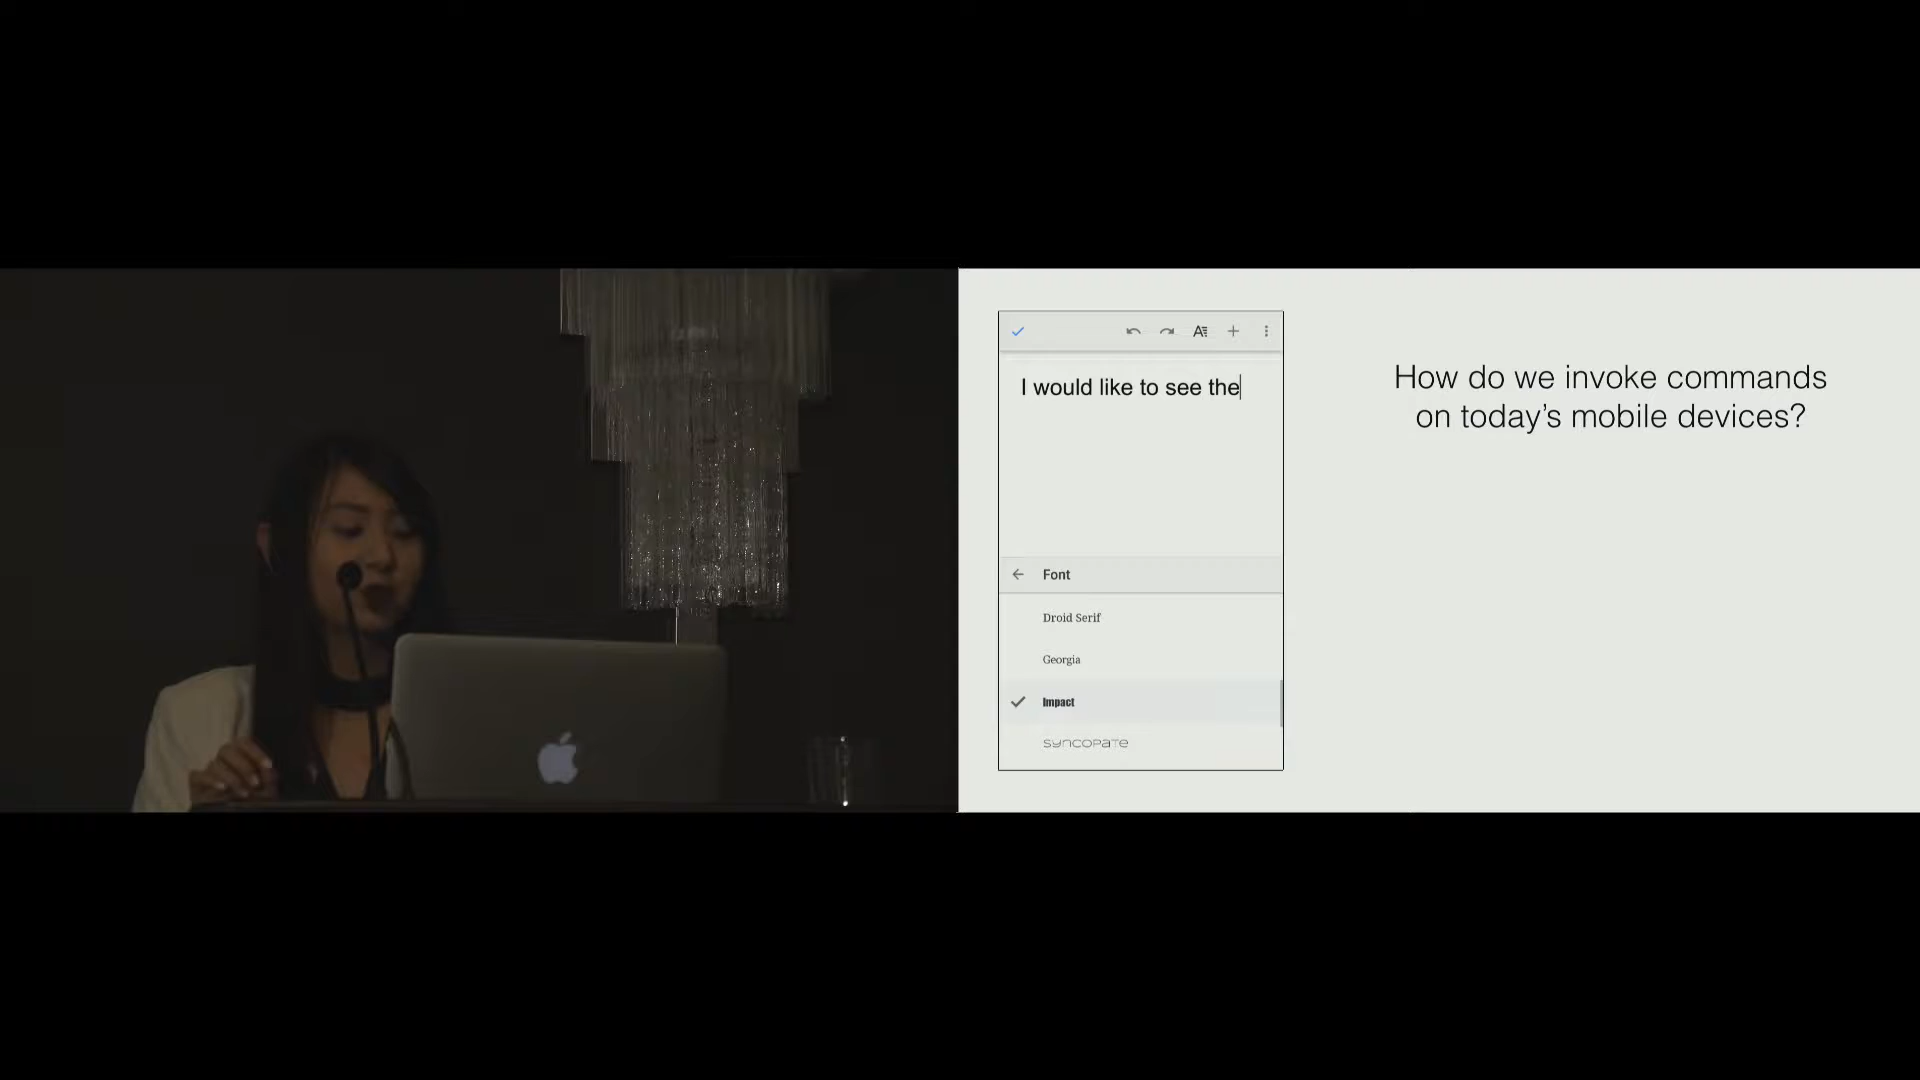 I would like to see the
How do we invoke commands
on today's mobile devices?
Font
Droid Serif
Georgia
Impact
syncopate